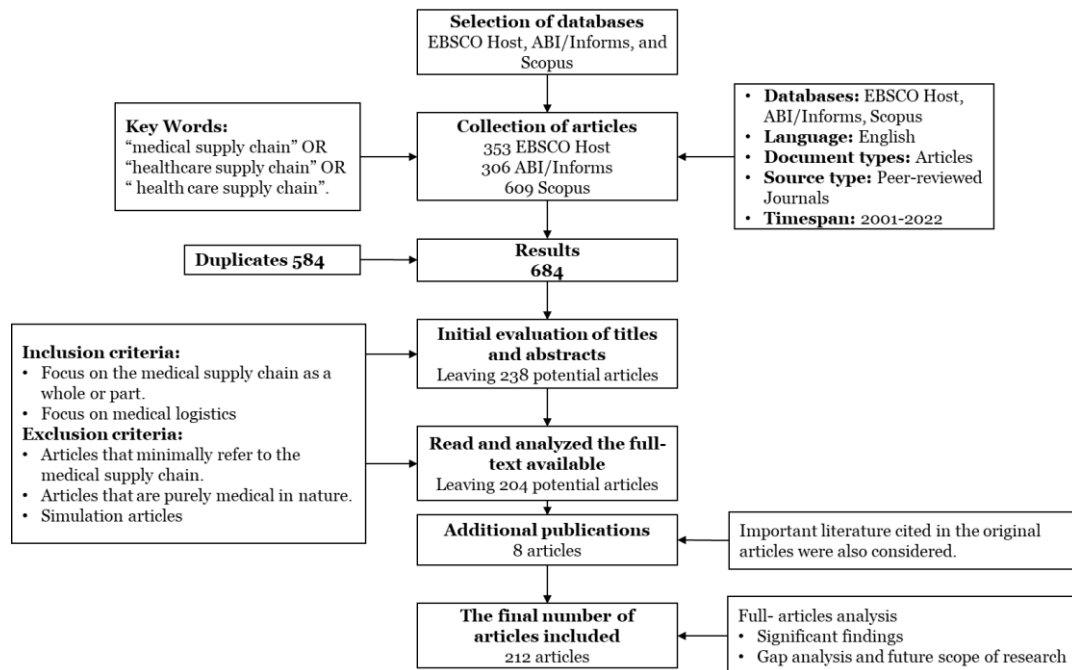 Selection of databases
EBSCO Host, ABI/Informs, and
Scopus
Key Words:
“medical supply chain” OR
“healthcare supply chain” OR
“ health care supply chain”.
Collection of articles
353 EBSCO Host
306 ABI/Informs
609 Scopus
• Databases: EBSCO Host,
ABI/Informs, Scopus
• Language: English
• Document types: Articles
• Source type: Peer-reviewed
Journals
• Timespan: 2001-2022
Duplicates 584
Results
684
Inclusion criteria:
• Focus on the medical supply chain as a
whole or part.
• Focus on medical logistics
Exclusion criteria:
• Articles that minimally refer to the
medical supply chain.
• Articles that are purely medical in nature.
• Simulation articles
Initial evaluation of titles
and abstracts
Leaving 238 potential articles
Read and analyzed the full-
text available
Leaving 204 potential articles
Additional publications
8 articles
Important literature cited in the original
articles were also considered.
The final number of
articles included
212 articles
Full- articles analysis
• Significant findings
• Gap analysis and future scope of research